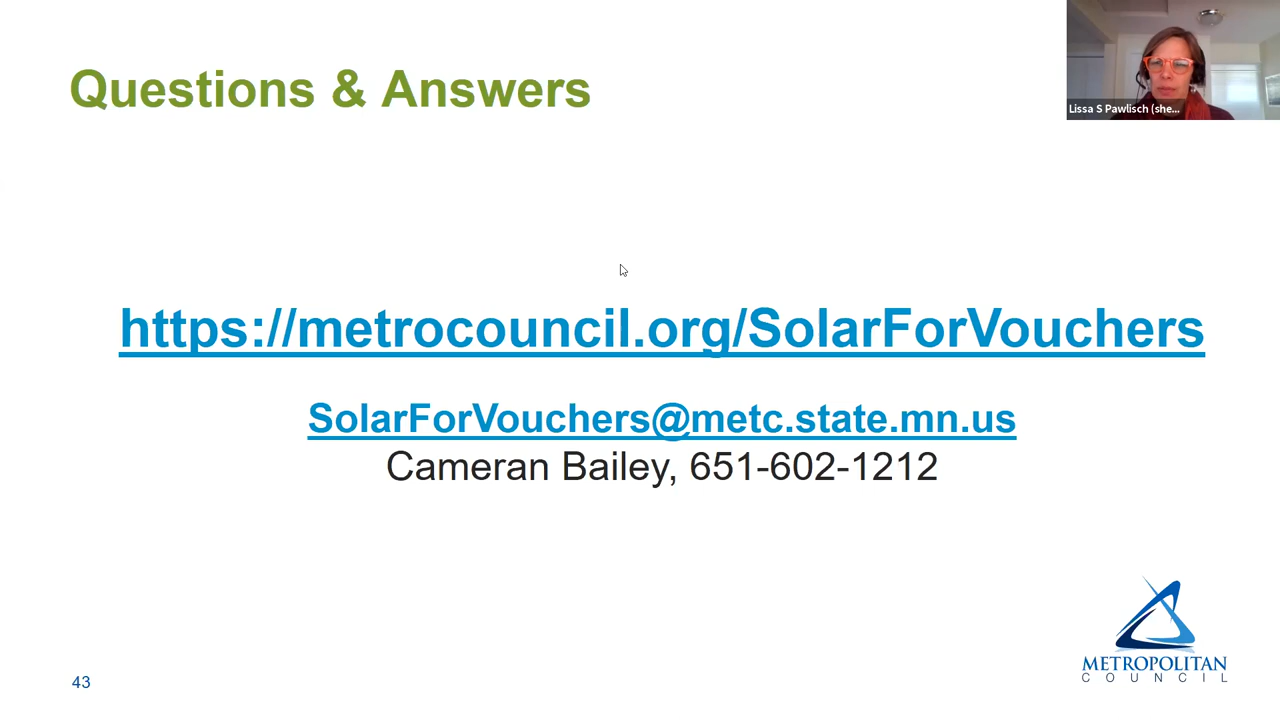 Questions & Answers
Lissa S Pawlisch (she...
https://metrocouncil.org/SolarForVouchers
SolarForVouchers@metc.state.mn.us
Cameran Bailey, 651-602-1212
METROPOLITAN
COUNCIL
43